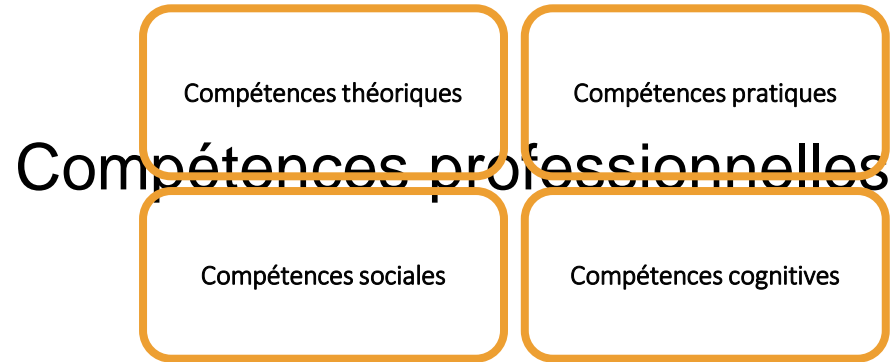 Compétences théoriques
Compétences pratiques
Compétences professionnelles
Compétences sociales
Compétences cognitives